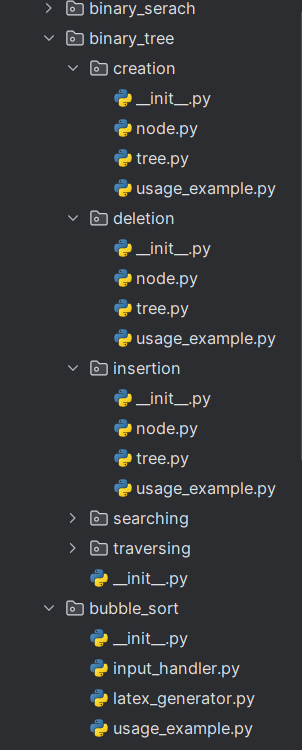 binary_serach
binary_tree
creation
__init__.py
node.py
tree.py
usage_example.py
deletion
__init__.py
node.py
tree.py
usage_example.py
insertion
__init__.py
node.py
tree.py
usage_example.py
searching
traversing
__init__.py
bubble_sort
__init__.py
input_handler.py
latex_generator.py
usage_example.py